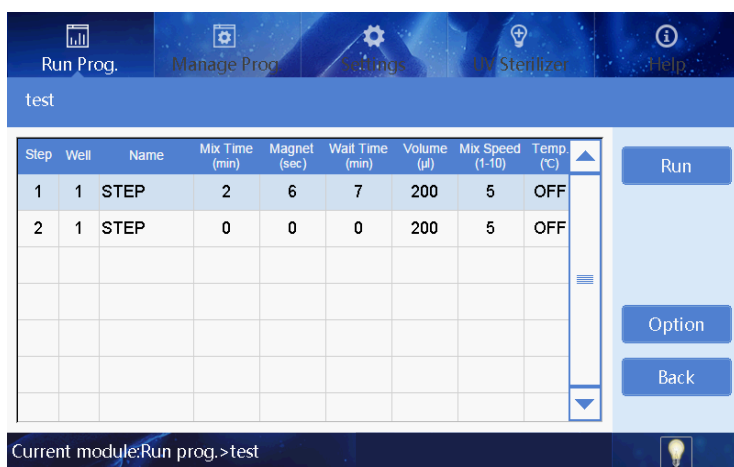 Run Prog. Manage Prog. Settings UV Sterilizer Help
test
Step Well Name Mix Time (min) Magnet (sec) Wait Time (min) Volume (µl) Mix Speed (1-10) Temp. (℃)
1 1 STEP 2 6 7 200 5 OFF
2 1 STEP 0 0 0 200 5 OFF
Run
Option
Back
Current module:Run prog.>test